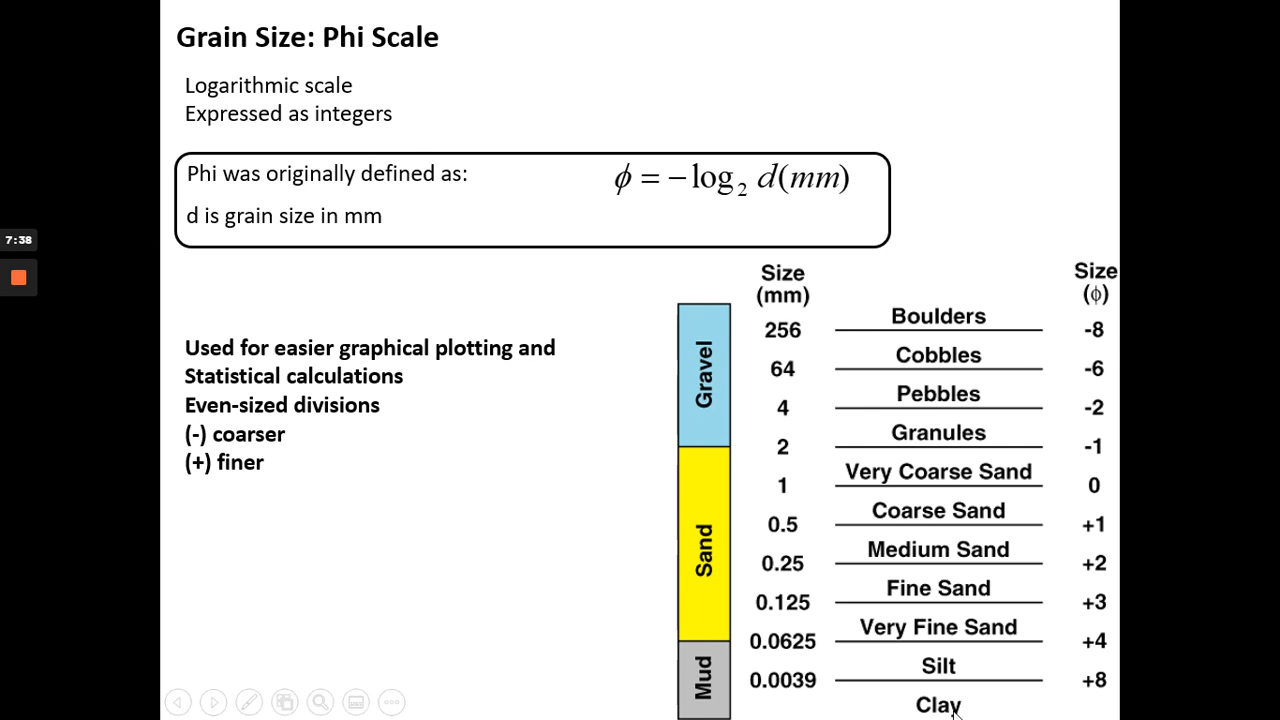 Grain Size: Phi Scale
Logarithmic scale
Expressed as integers
Phi was originally defined as: ϕ = −log₂ d(mm)
d is grain size in mm
7:38
Used for easier graphical plotting and
Statistical calculations
Even-sized divisions
(-) coarser
(+) finer
Size (mm) Size (ϕ)
Gravel
Sand
Mud
Boulders
256 -8
Cobbles
64 -6
Pebbles
4 -2
Granules
2 -1
Very Coarse Sand
1 0
Coarse Sand
0.5 +1
Medium Sand
0.25 +2
Fine Sand
0.125 +3
Very Fine Sand
0.0625 +4
Silt
0.0039 +8
Clay